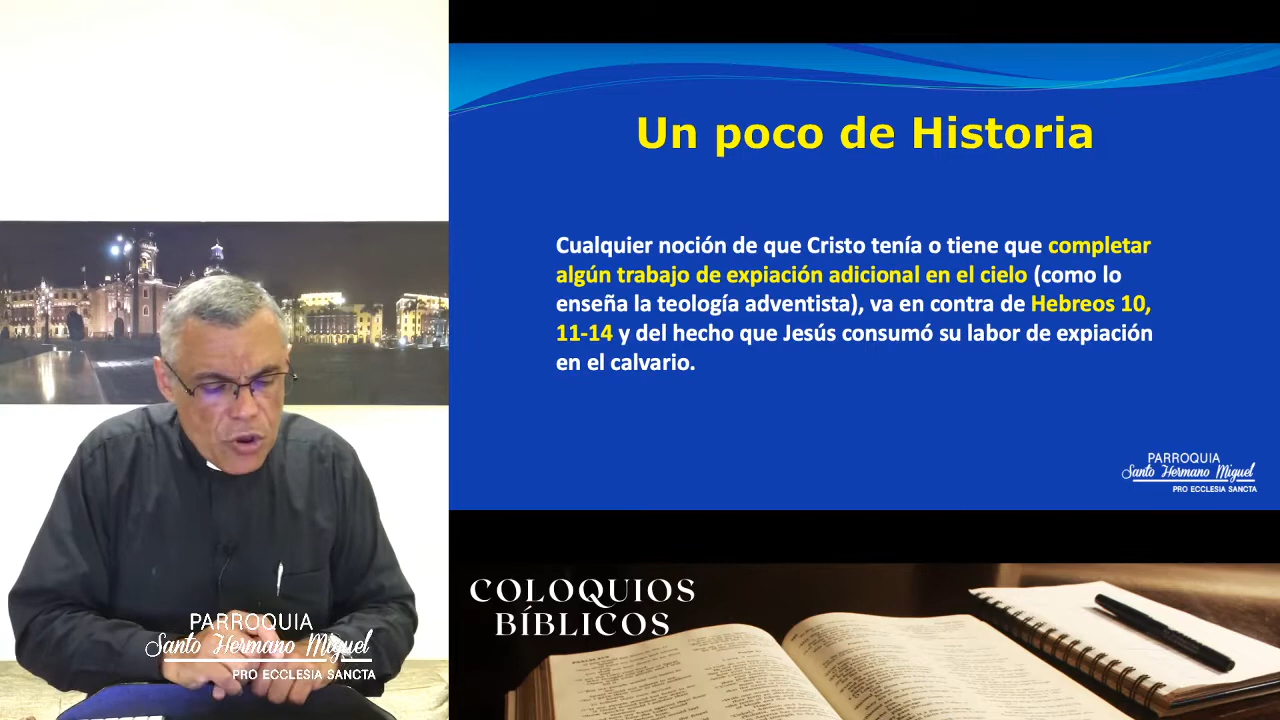 Un poco de Historia
Cualquier noción de que Cristo tenía o tiene que completar
algún trabajo de expiación adicional en el cielo (como lo
enseña la teología adventista), va en contra de Hebreos 10,
11-14 y del hecho que Jesús consumó su labor de expiación
en el calvario.
PARROQUIA
Santo Hermano Miguel
PRO ECCLESIA SANCTA
COLOQUIOS
BÍBLICOS
PARROQUIA
Santo Hermano Miguel
PRO ECCLESIA SANCTA